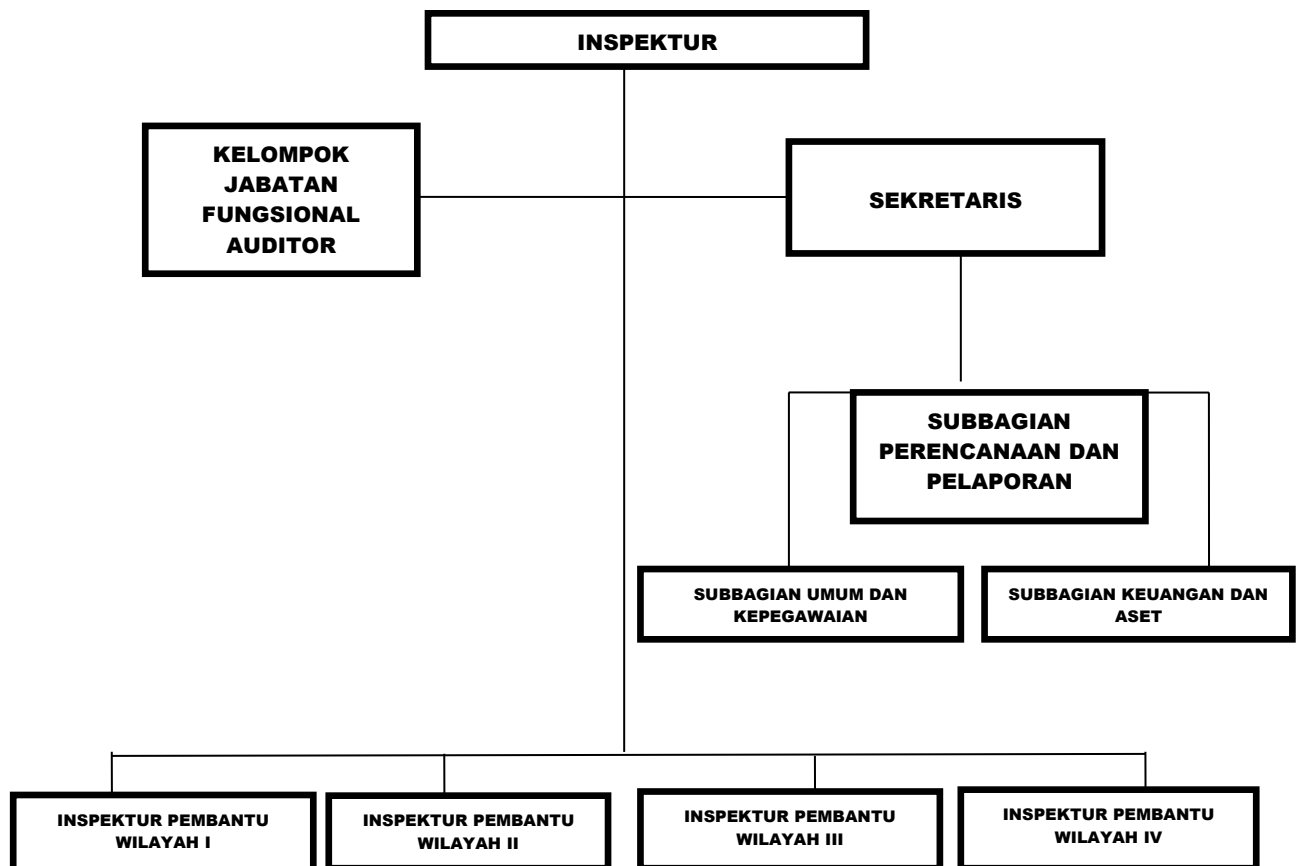 INSPEKTUR
KELOMPOK
JABATAN
FUNGSIONAL
AUDITOR
SEKRETARIS
SUBBAGIAN
PERENCANAAN DAN
PELAPORAN
SUBBAGIAN UMUM DAN
KEPEGAWAIAN
SUBBAGIAN KEUANGAN DAN
ASET
INSPEKTUR PEMBANTU
WILAYAH I
INSPEKTUR PEMBANTU
WILAYAH II
INSPEKTUR PEMBANTU
WILAYAH III
INSPEKTUR PEMBANTU
WILAYAH IV